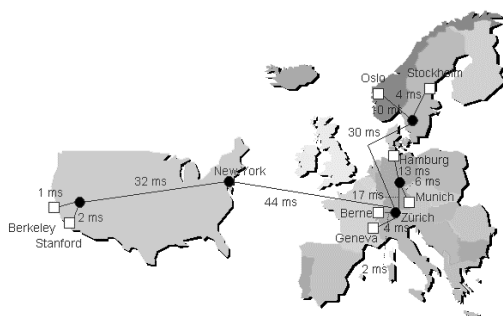 Oslo
Stockholm
4 ms
10 ms
30 ms
Hamburg
13 ms
6 ms
New York
32 ms
17 ms
Munich
1 ms
44 ms
Berne
Zürich
2 ms
4 ms
Berkeley
Geneva
Stanford
2 ms